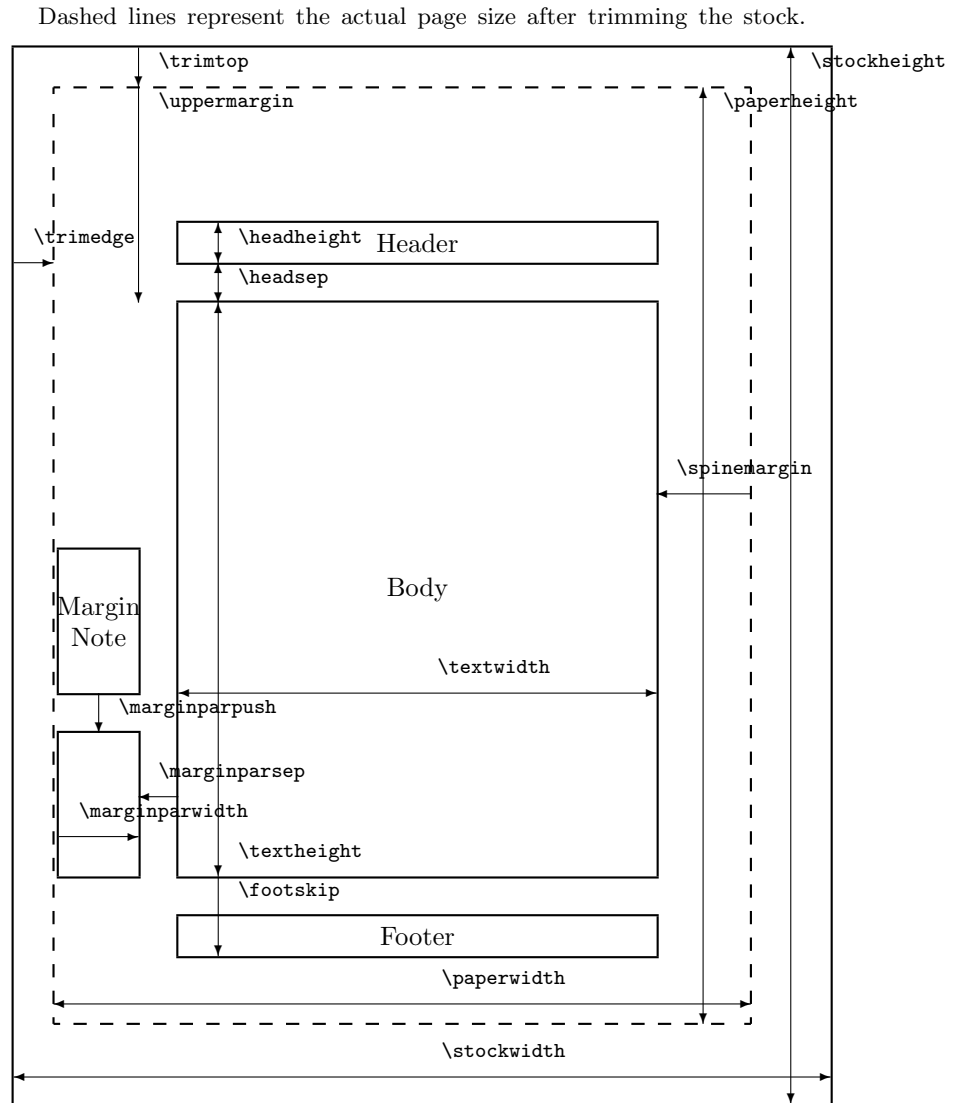 Dashed lines represent the actual page size after trimming the stock.
\trimtop
\stockheight
\uppermargin
\paperheight
\trimedge
\headheight
Header
\headsep
\spinemargin
Body
Margin
Note
\textwidth
\marginparpush
\marginparsep
\marginparwidth
\textheight
\footskip
Footer
\paperwidth
\stockwidth